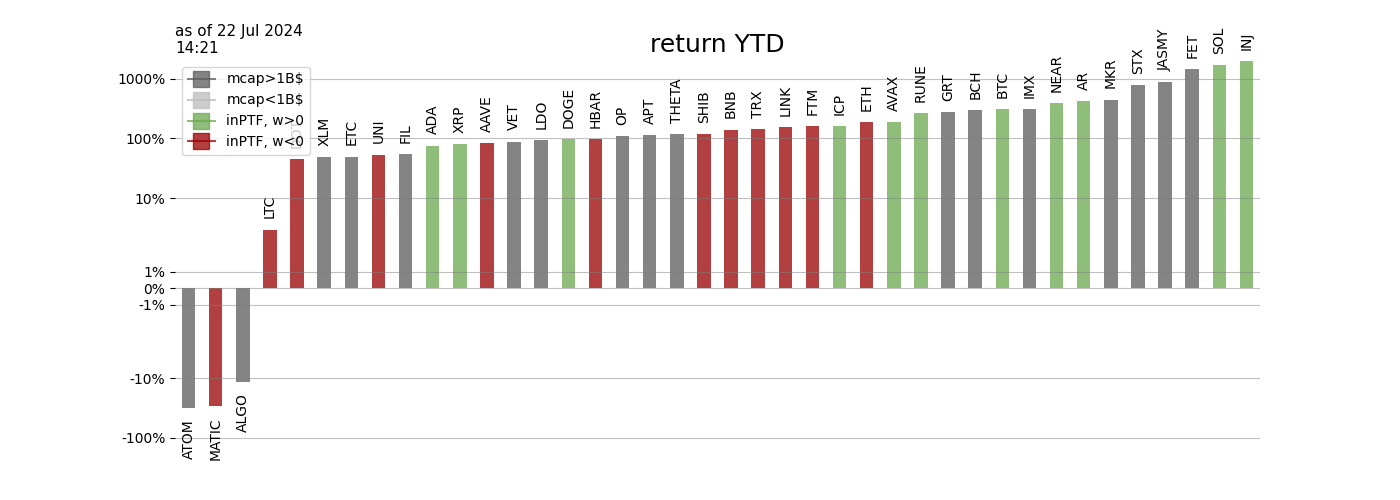 as of 22 Jul 2024
14:21
return YTD
mcap>1B$
mcap<1B$
inPTF, w>0
inPTF, w<0
1000%
100%
10%
1%
0%
-1%
-10%
-100%
ATOM
MATIC
ALGO
LTC
XLM
ETC
UNI
FIL
ADA
XRP
AAVE
VET
LDO
DOGE
HBAR
OP
APT
THETA
SHIB
BNB
TRX
LINK
FTM
ICP
ETH
AVAX
RUNE
GRT
BCH
BTC
IMX
NEAR
AR
MKR
STX
JASMY
FET
SOL
INJ